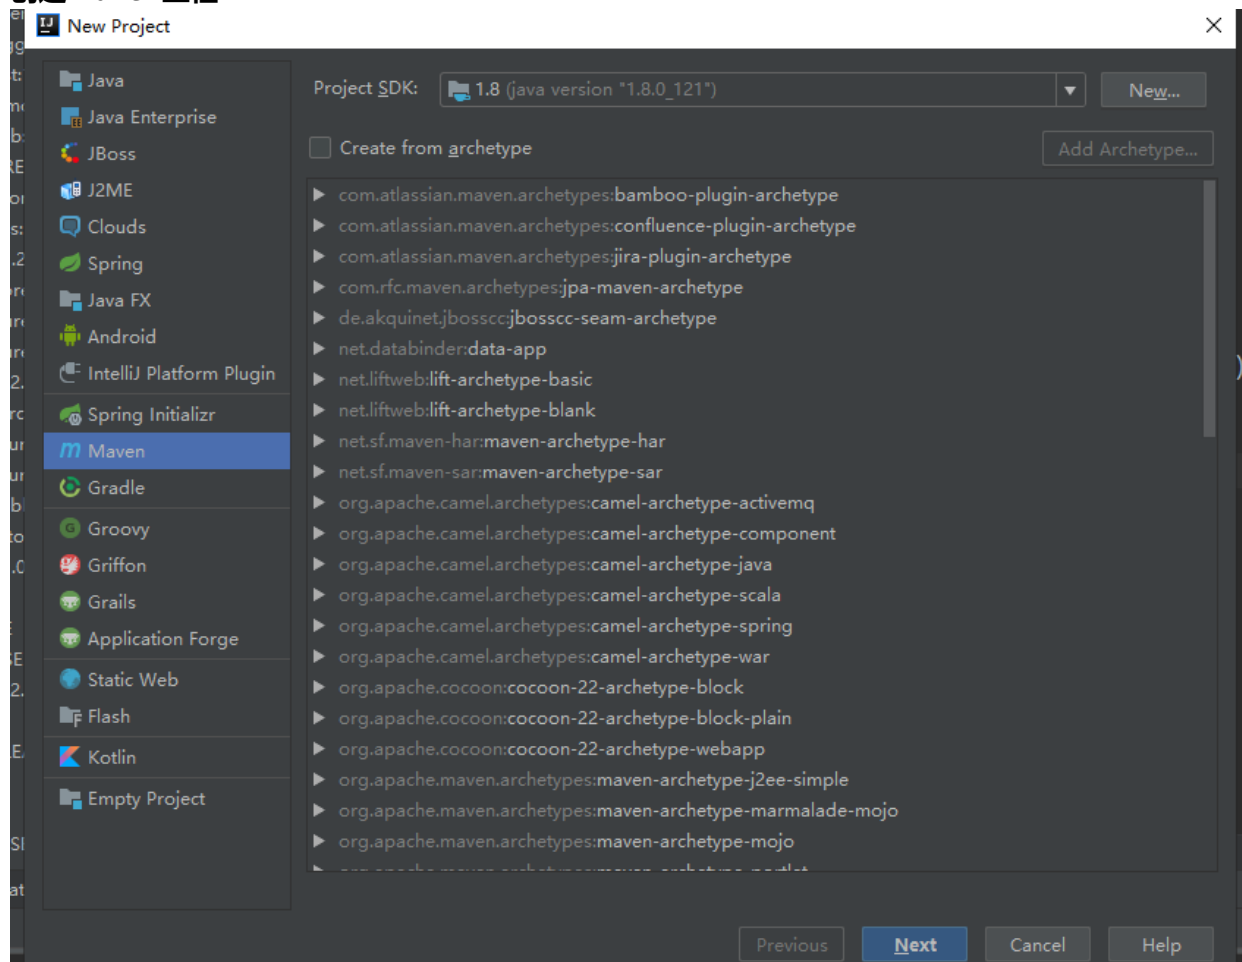 New Project
Java
Java Enterprise
JBoss
J2ME
Clouds
Spring
Java FX
Android
IntelliJ Platform Plugin
Spring Initializr
Maven
Gradle
Groovy
Griffon
Grails
Application Forge
Static Web
Flash
Kotlin
Empty Project
Project SDK:
1.8 (java version "1.8.0_121")
New...
Create from archetype
Add Archetype...
com.atlassian.maven.archetypes:bamboo-plugin-archetype
com.atlassian.maven.archetypes:confluence-plugin-archetype
com.atlassian.maven.archetypes:jira-plugin-archetype
com.rfc.maven.archetypes:jpa-maven-archetype
de.akquinet.jbosscc:jbosscc-seam-archetype
net.databinder:data-app
net.liftweb:lift-archetype-basic
net.liftweb:lift-archetype-blank
net.sf.maven-har:maven-archetype-har
net.sf.maven-sar:maven-archetype-sar
org.apache.camel.archetypes:camel-archetype-activemq
org.apache.camel.archetypes:camel-archetype-component
org.apache.camel.archetypes:camel-archetype-java
org.apache.camel.archetypes:camel-archetype-scala
org.apache.camel.archetypes:camel-archetype-spring
org.apache.camel.archetypes:camel-archetype-war
org.apache.cocoon:cocoon-22-archetype-block
org.apache.cocoon:cocoon-22-archetype-block-plain
org.apache.cocoon:cocoon-22-archetype-webapp
org.apache.maven.archetypes:maven-archetype-j2ee-simple
org.apache.maven.archetypes:maven-archetype-marmalade-mojo
org.apache.maven.archetypes:maven-archetype-mojo
Previous
Next
Cancel
Help